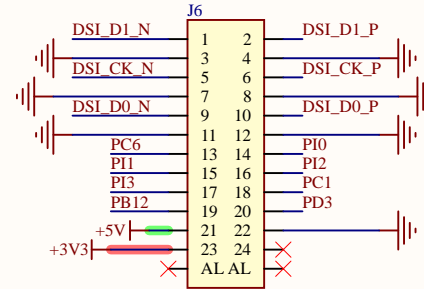 J6
DSI_D1_N 1 2 DSI_D1_P
3 4
DSI_CK_N 5 6 DSI_CK_P
7 8
DSI_D0_N 9 10 DSI_D0_P
11 12
PC6 13 14 PI0
PI1 15 16 PI2
PI3 17 18 PC1
PB12 19 20 PD3
+5V 21 22
+3V3 23 24
AL AL